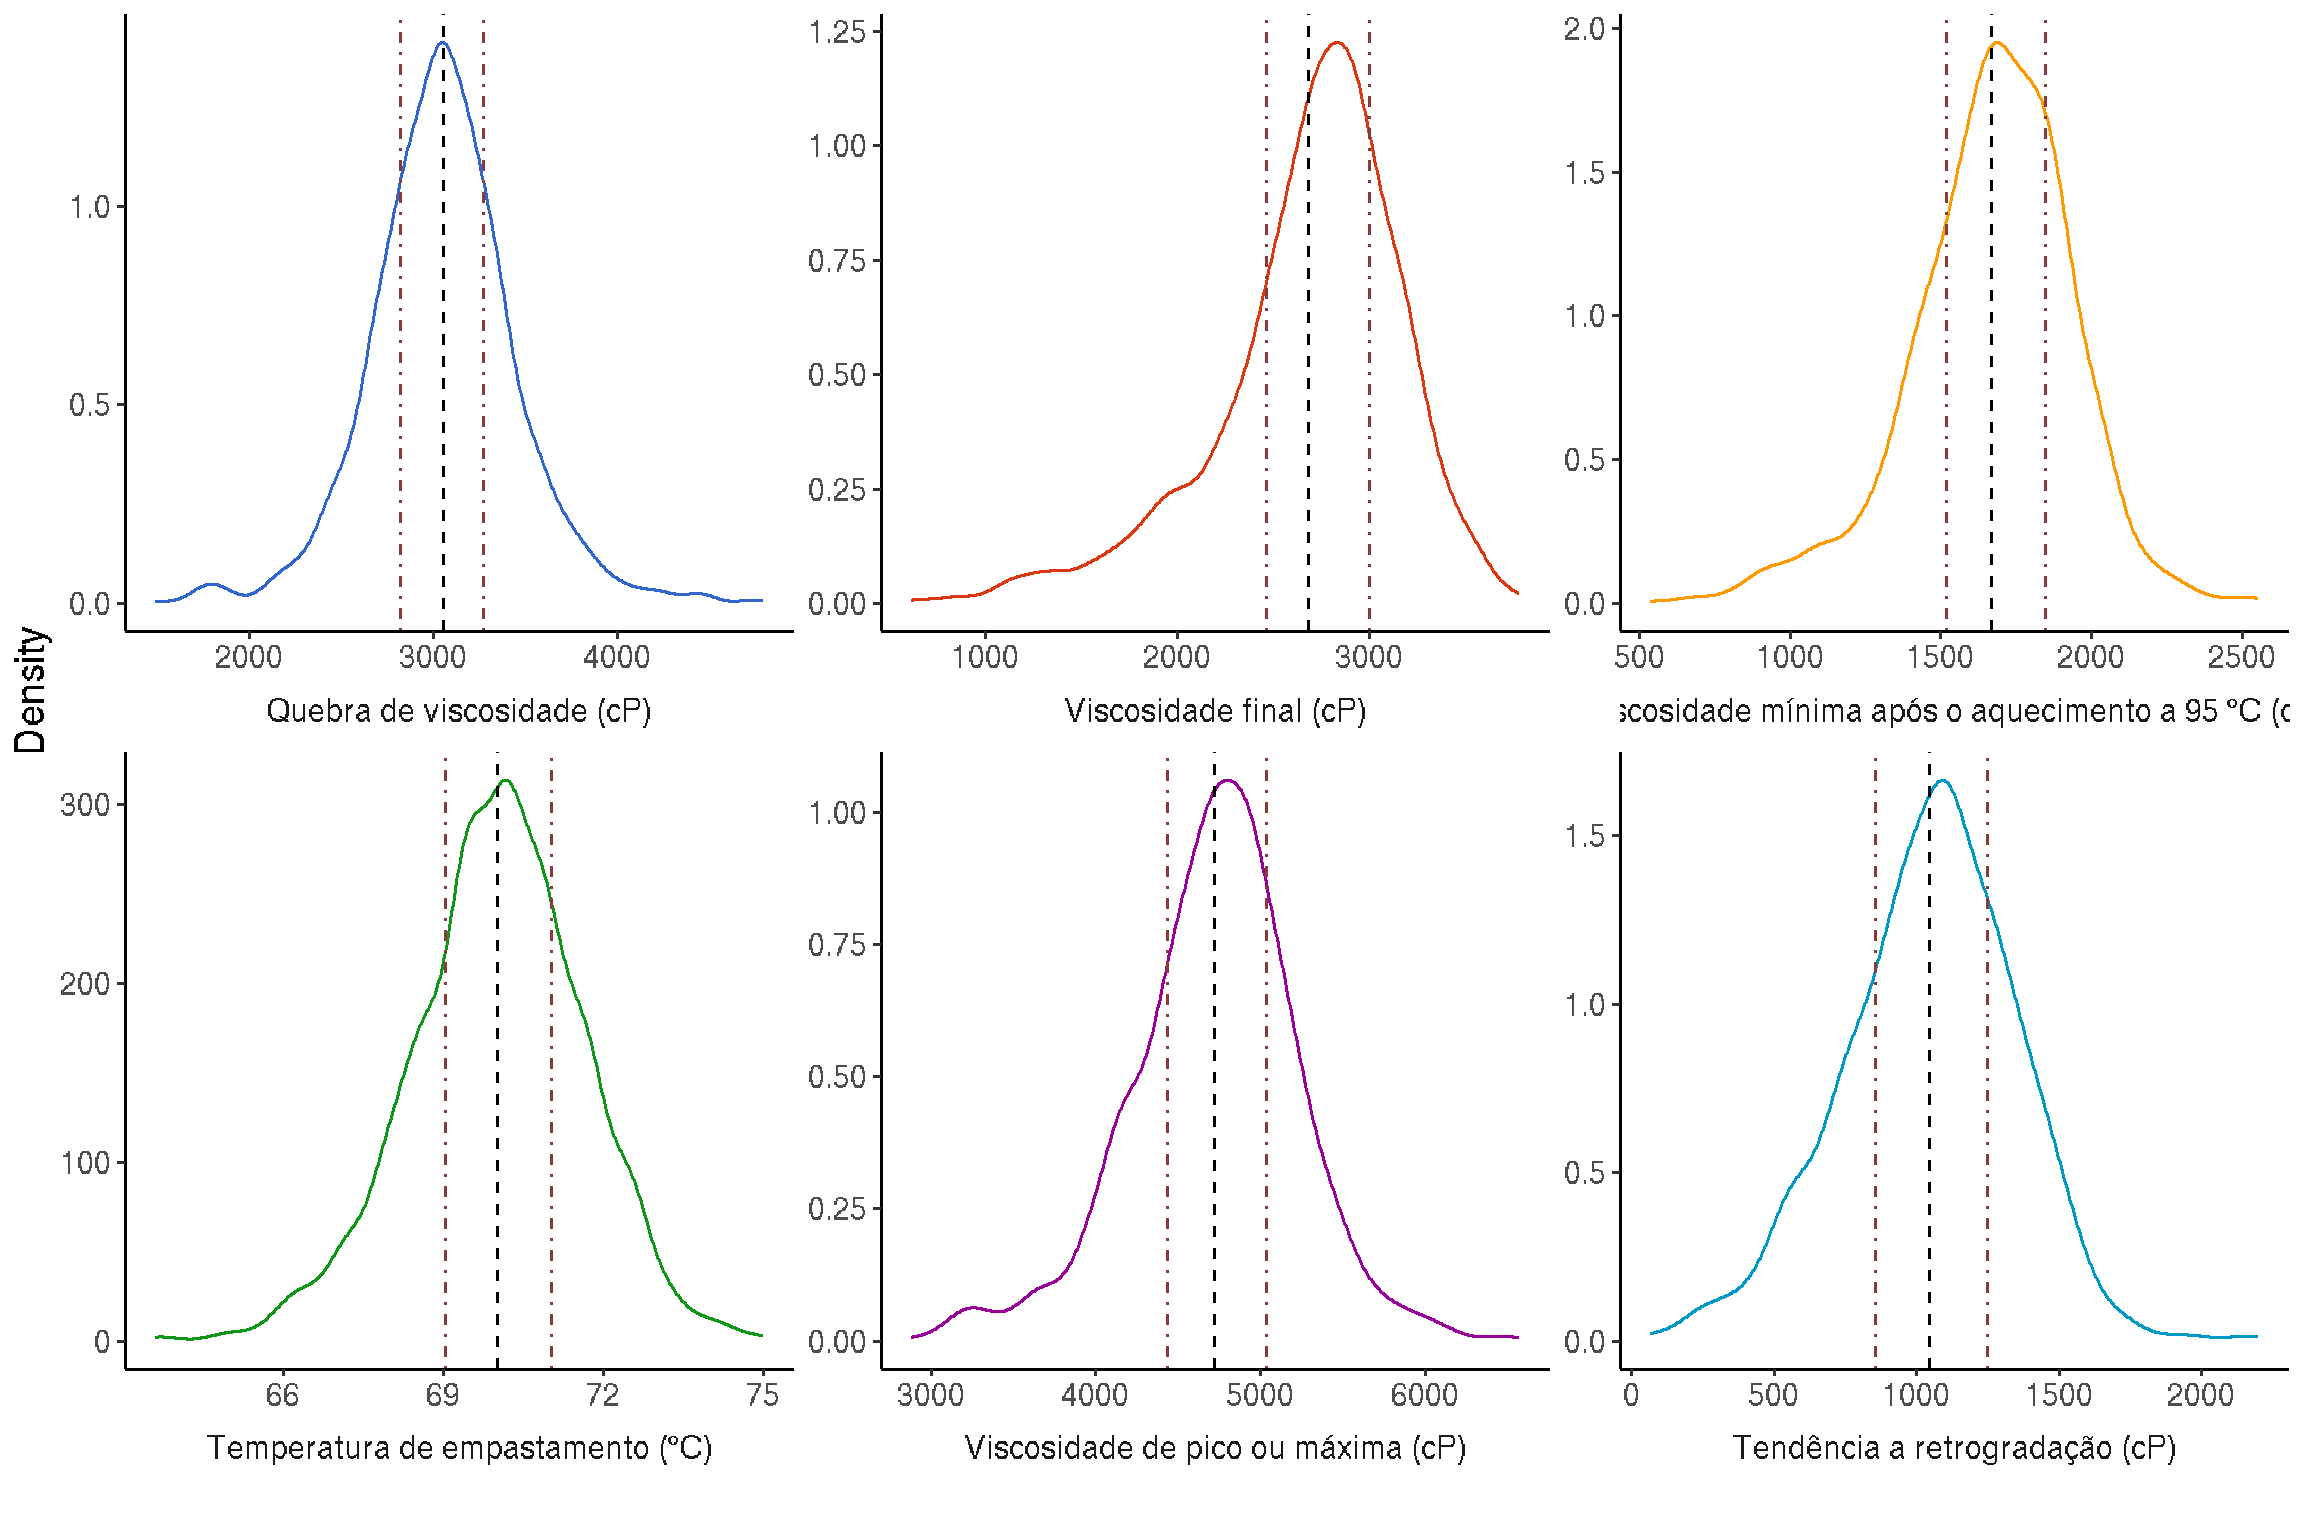 Density
1.0
0.5
0.0
2000 3000 4000
Quebra de viscosidade (cP)
1.25
1.00
0.75
0.50
0.25
0.00
1000 2000 3000
Viscosidade final (cP)
2.0
1.5
1.0
0.5
0.0
500 1000 1500 2000 2500
scosidade mínima após o aquecimento a 95 °C (c
300
200
100
0
66 69 72 75
Temperatura de empastamento (°C)
1.00
0.75
0.50
0.25
0.00
3000 4000 5000 6000
Viscosidade de pico ou máxima (cP)
1.5
1.0
0.5
0.0
0 500 1000 1500 2000
Tendência a retrogradação (cP)